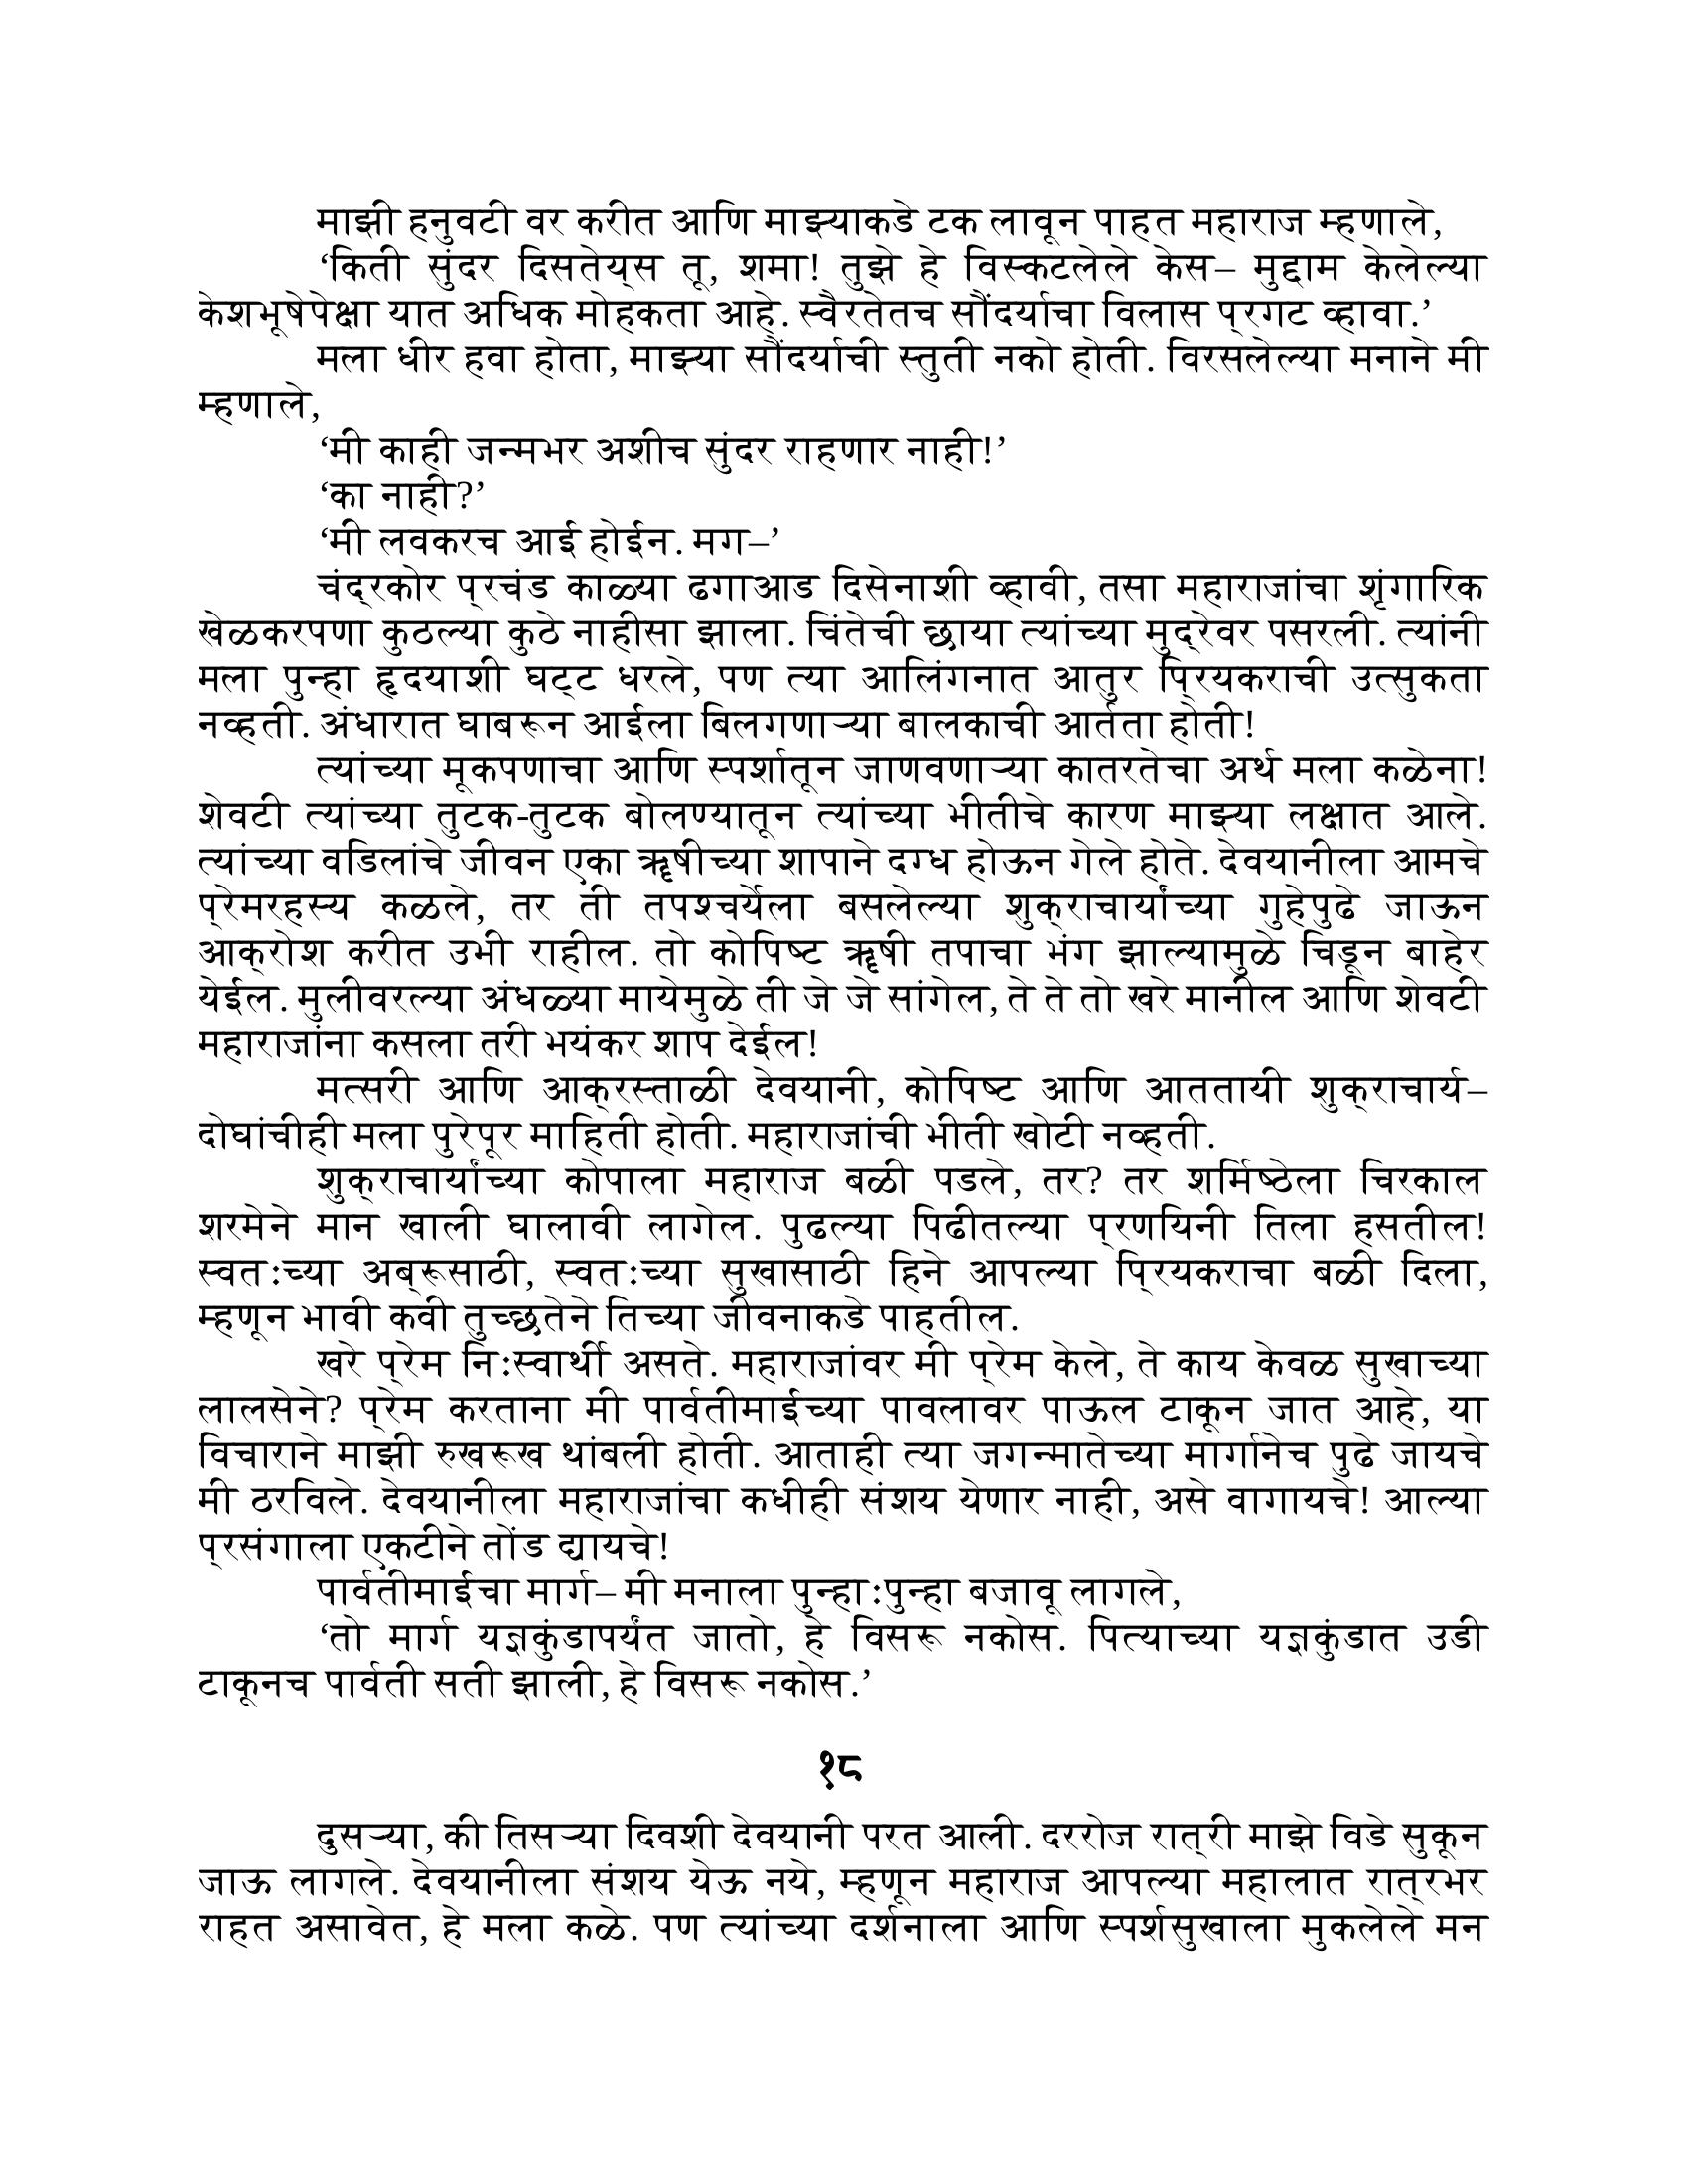 माझी हनुवटी वर करीत आणि माझ्याकडे टक लावून पाहत महाराज म्हणाले,
‘किती सुंदर दिसतेय्‌स तू, शमा! तुझे हे विस्कटलेले केस– मुद्दाम केलेल्या
केशभूषेपेक्षा यात अधिक मोहकता आहे. स्वैरतेतच सौंदर्याचा विलास प्रगट व्हावा.’
मला धीर हवा होता, माझ्या सौंदर्याची स्तुती नको होती. विरसलेल्या मनाने मी
म्हणाले,
‘मी काही जन्मभर अशीच सुंदर राहणार नाही!’
‘का नाही?’
‘मी लवकरच आई होईन. मग–’
चंद्रकोर प्रचंड काळ्या ढगाआड दिसेनाशी व्हावी, तसा महाराजांचा शृंगारिक
खेळकरपणा कुठल्या कुठे नाहीसा झाला. चिंतेची छाया त्यांच्या मुद्रेवर पसरली. त्यांनी
मला पुन्हा हृदयाशी घट्ट धरले, पण त्या आलिंगनात आतुर प्रियकराची उत्सुकता
नव्हती. अंधारात घाबरून आईला बिलगणाऱ्या बालकाची आर्तता होती!
त्यांच्या मूकपणाचा आणि स्पर्शातून जाणवणाऱ्या कातरतेचा अर्थ मला कळेना!
शेवटी त्यांच्या तुटक-तुटक बोलण्यातून त्यांच्या भीतीचे कारण माझ्या लक्षात आले.
त्यांच्या वडिलांचे जीवन एका ॠषीच्या शापाने दग्ध होऊन गेले होते. देवयानीला आमचे
प्रेमरहस्य कळले, तर ती तपश्चर्येला बसलेल्या शुक्राचार्यांच्या गुहेपुढे जाऊन
आक्रोश करीत उभी राहील. तो कोपिष्ट ॠषी तपाचा भंग झाल्यामुळे चिडून बाहेर
येईल. मुलीवरल्या अंधळ्या मायेमुळे ती जे जे सांगेल, ते ते तो खरे मानील आणि शेवटी
महाराजांना कसला तरी भयंकर शाप देईल!
मत्सरी आणि आक्रस्ताळी देवयानी, कोपिष्ट आणि आततायी शुक्राचार्य–
दोघांचीही मला पुरेपूर माहिती होती. महाराजांची भीती खोटी नव्हती.
शुक्राचार्यांच्या कोपाला महाराज बळी पडले, तर? तर शर्मिष्ठेला चिरकाल
शरमेने मान खाली घालावी लागेल. पुढल्या पिढीतल्या प्रणयिनी तिला हसतील!
स्वतःच्या अब्रूसाठी, स्वतःच्या सुखासाठी हिने आपल्या प्रियकराचा बळी दिला,
म्हणून भावी कवी तुच्छतेने तिच्या जीवनाकडे पाहतील.
खरे प्रेम निःस्वार्थी असते. महाराजांवर मी प्रेम केले, ते काय केवळ सुखाच्या
लालसेने? प्रेम करताना मी पार्वतीमाईच्या पावलावर पाऊल टाकून जात आहे, या
विचाराने माझी रुखरूख थांबली होती. आताही त्या जगन्मातेच्या मार्गानेच पुढे जायचे
मी ठरविले. देवयानीला महाराजांचा कधीही संशय येणार नाही, असे वागायचे! आल्या
प्रसंगाला एकटीने तोंड द्यायचे!
पार्वतीमाईचा मार्ग– मी मनाला पुन्हाःपुन्हा बजावू लागले,
‘तो मार्ग यज्ञकुंडापर्यंत जातो, हे विसरू नकोस. पित्याच्या यज्ञकुंडात उडी
टाकूनच पार्वती सती झाली, हे विसरू नकोस.’
१८
दुसऱ्या, की तिसऱ्या दिवशी देवयानी परत आली. दररोज रात्री माझे विडे सुकून
जाऊ लागले. देवयानीला संशय येऊ नये, म्हणून महाराज आपल्या महालात रात्रभर
राहत असावेत, हे मला कळे. पण त्यांच्या दर्शनाला आणि स्पर्शसुखाला मुकलेले मन